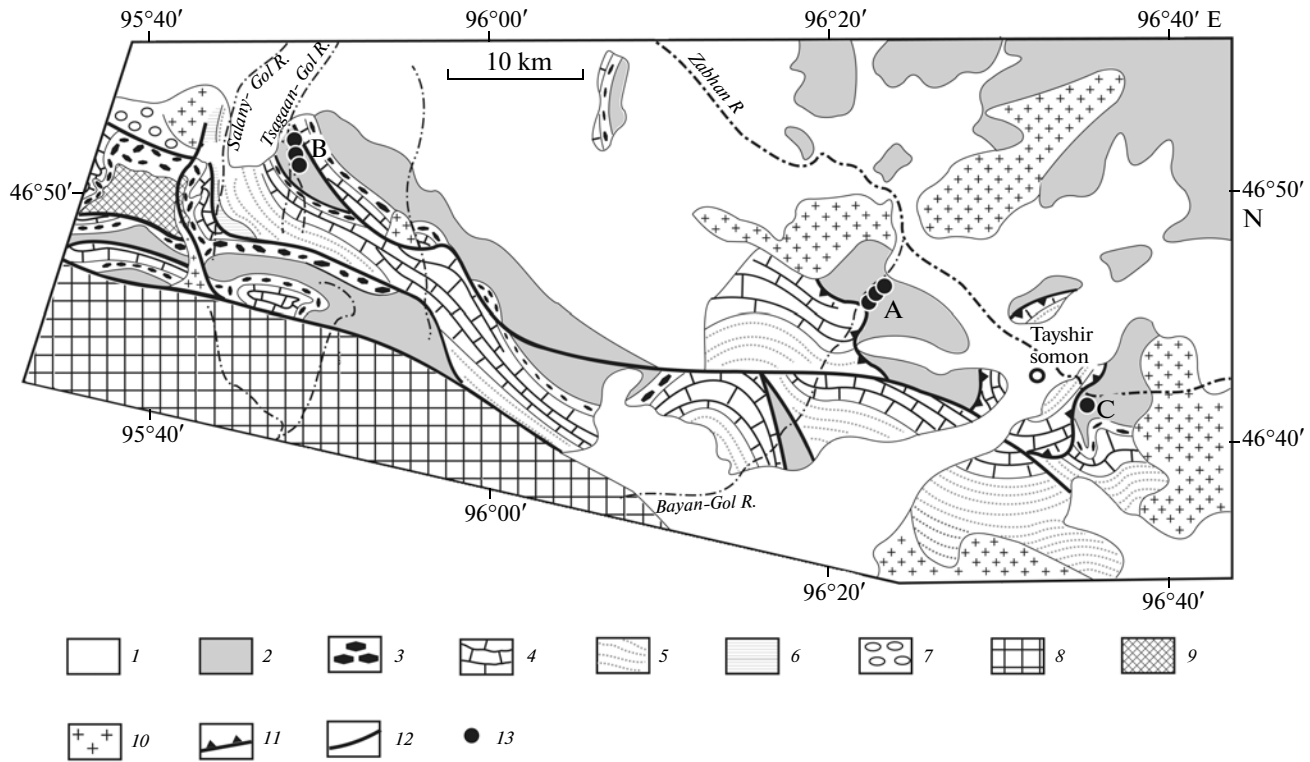 95°40′ 96°00′ 96°20′ 96°40′ E
10 km
Salany-Gol R.
Tsagaan-Gol R.
Zabhan R
B
46°50′ 46°50′
N
A
Tayshir
somon
C
95°40′ 46°40′
96°00′ Bayan-Gol R.
96°20′ 96°40′
1 2 3 4 5 6 7 8 9
10 11 12 13